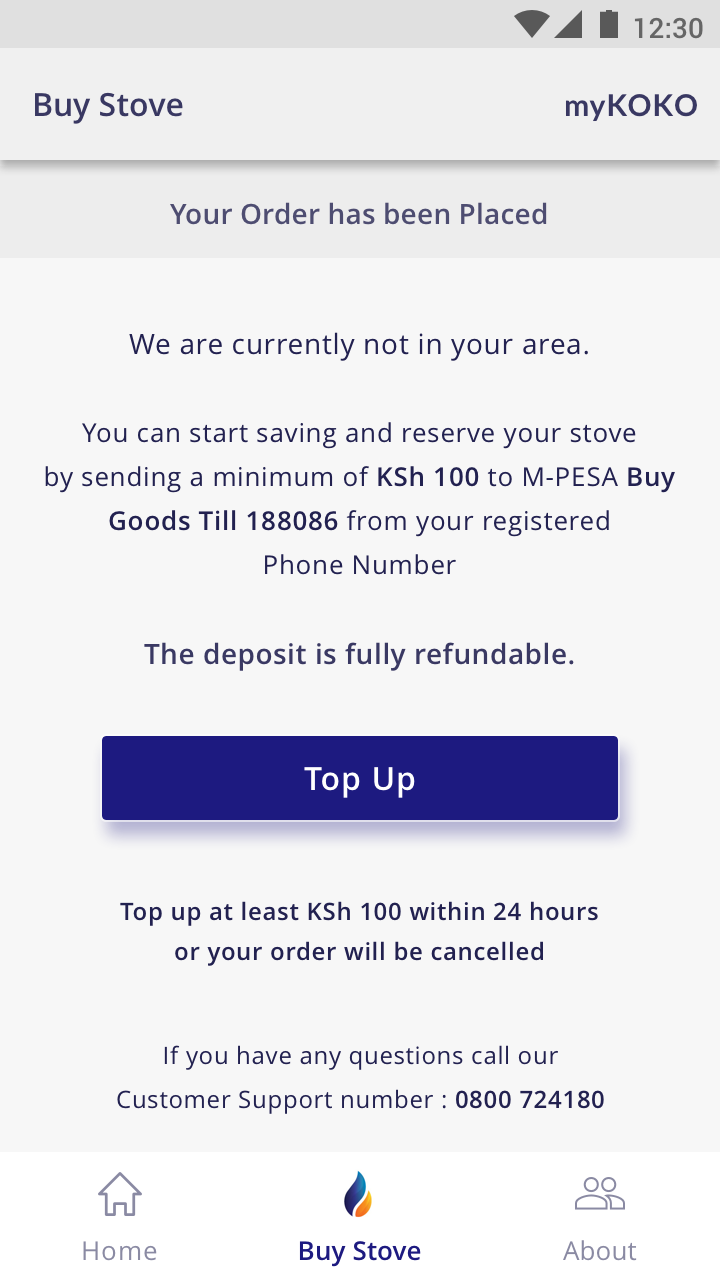 12:30
Buy Stove
myKOKO
Your Order has been Placed
We are currently not in your area.
You can start saving and reserve your stove
by sending a minimum of KSh 100 to M-PESA Buy
Goods Till 188086 from your registered
Phone Number
The deposit is fully refundable.
Top Up
Top up at least KSh 100 within 24 hours
or your order will be cancelled
If you have any questions call our
Customer Support number : 0800 724180
Home
Buy Stove
About